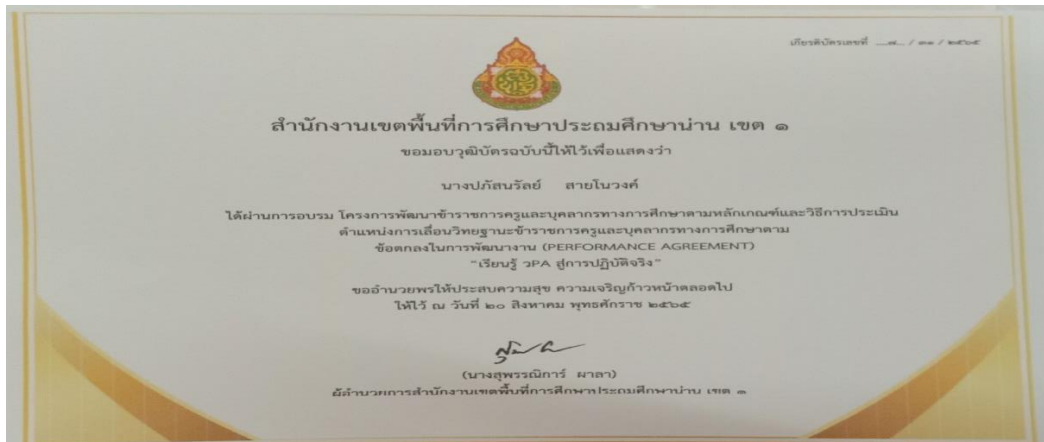 เกียรติบัตรเลขที่ ๗ / ๓๑ / ๒๕๖๕
สำนักงานเขตพื้นที่การศึกษาประถมศึกษาน่าน เขต ๑
ขอมอบวุฒิบัตรฉบับนี้ให้ไว้เพื่อแสดงว่า
นางปภัสนรัลย์ สายโนวงค์
ได้ผ่านการอบรม โครงการพัฒนาข้าราชการครูและบุคลากรทางการศึกษาตามหลักเกณฑ์และวิธีการประเมิน
ตำแหน่งการเลื่อนวิทยฐานะข้าราชการครูและบุคลากรทางการศึกษาตาม
ข้อตกลงในการพัฒนางาน (PERFORMANCE AGREEMENT)
"เรียนรู้ วPA สู่การปฏิบัติจริง"
ขออำนวยพรให้ประสบความสุข ความเจริญก้าวหน้าตลอดไป
ให้ไว้ ณ วันที่ ๒๐ สิงหาคม พุทธศักราช ๒๕๖๕
(นางสุพรรณิการ์ ผาลา)
ผู้อำนวยการสำนักงานเขตพื้นที่การศึกษาประถมศึกษาน่าน เขต ๑